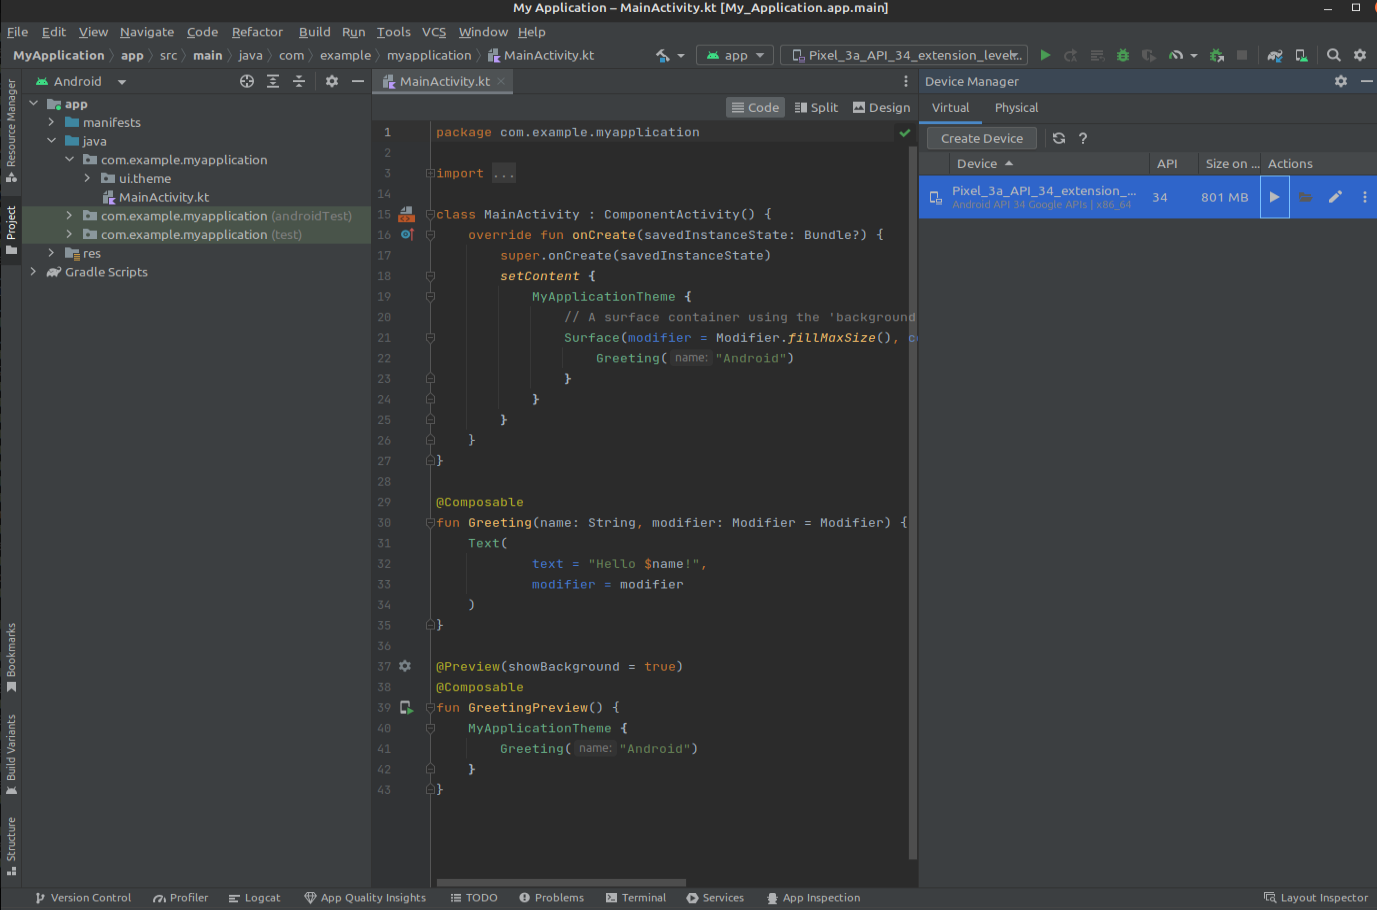 My Application – MainActivity.kt [My_Application.app.main]
File Edit View Navigate Code Refactor Build Run Tools VCS Window Help
MyApplication app src main java com example myapplication MainActivity.kt app Pixel_3a_API_34_extension_level...
Android
MainActivity.kt
Device Manager
Code Split Design
Virtual Physical
Create Device ?
Device API Size on ... Actions
Pixel_3a_API_34_extension_... 34 801 MB
Android API 34 Google APIs | x86_64
Resource Manager
Project
Bookmarks
Build Variants
Structure
app
manifests
java
com.example.myapplication
ui.theme
MainActivity.kt
com.example.myapplication (androidTest)
com.example.myapplication (test)
res
Gradle Scripts
1 package com.example.myapplication
2
3 import ...
14
15 class MainActivity : ComponentActivity() {
16 override fun onCreate(savedInstanceState: Bundle?) {
17 super.onCreate(savedInstanceState)
18 setContent {
19 MyApplicationTheme {
20 // A surface container using the 'background
21 Surface(modifier = Modifier.fillMaxSize(), c
22 Greeting( name: "Android")
23 }
24 }
25 }
26 }
27 }
28
29 @Composable
30 fun Greeting(name: String, modifier: Modifier = Modifier) {
31 Text(
32 text = "Hello $name!",
33 modifier = modifier
34 )
35 }
36
37 @Preview(showBackground = true)
38 @Composable
39 fun GreetingPreview() {
40 MyApplicationTheme {
41 Greeting( name: "Android")
42 }
43 }
Version Control Profiler Logcat App Quality Insights TODO Problems Terminal Services App Inspection Layout Inspector